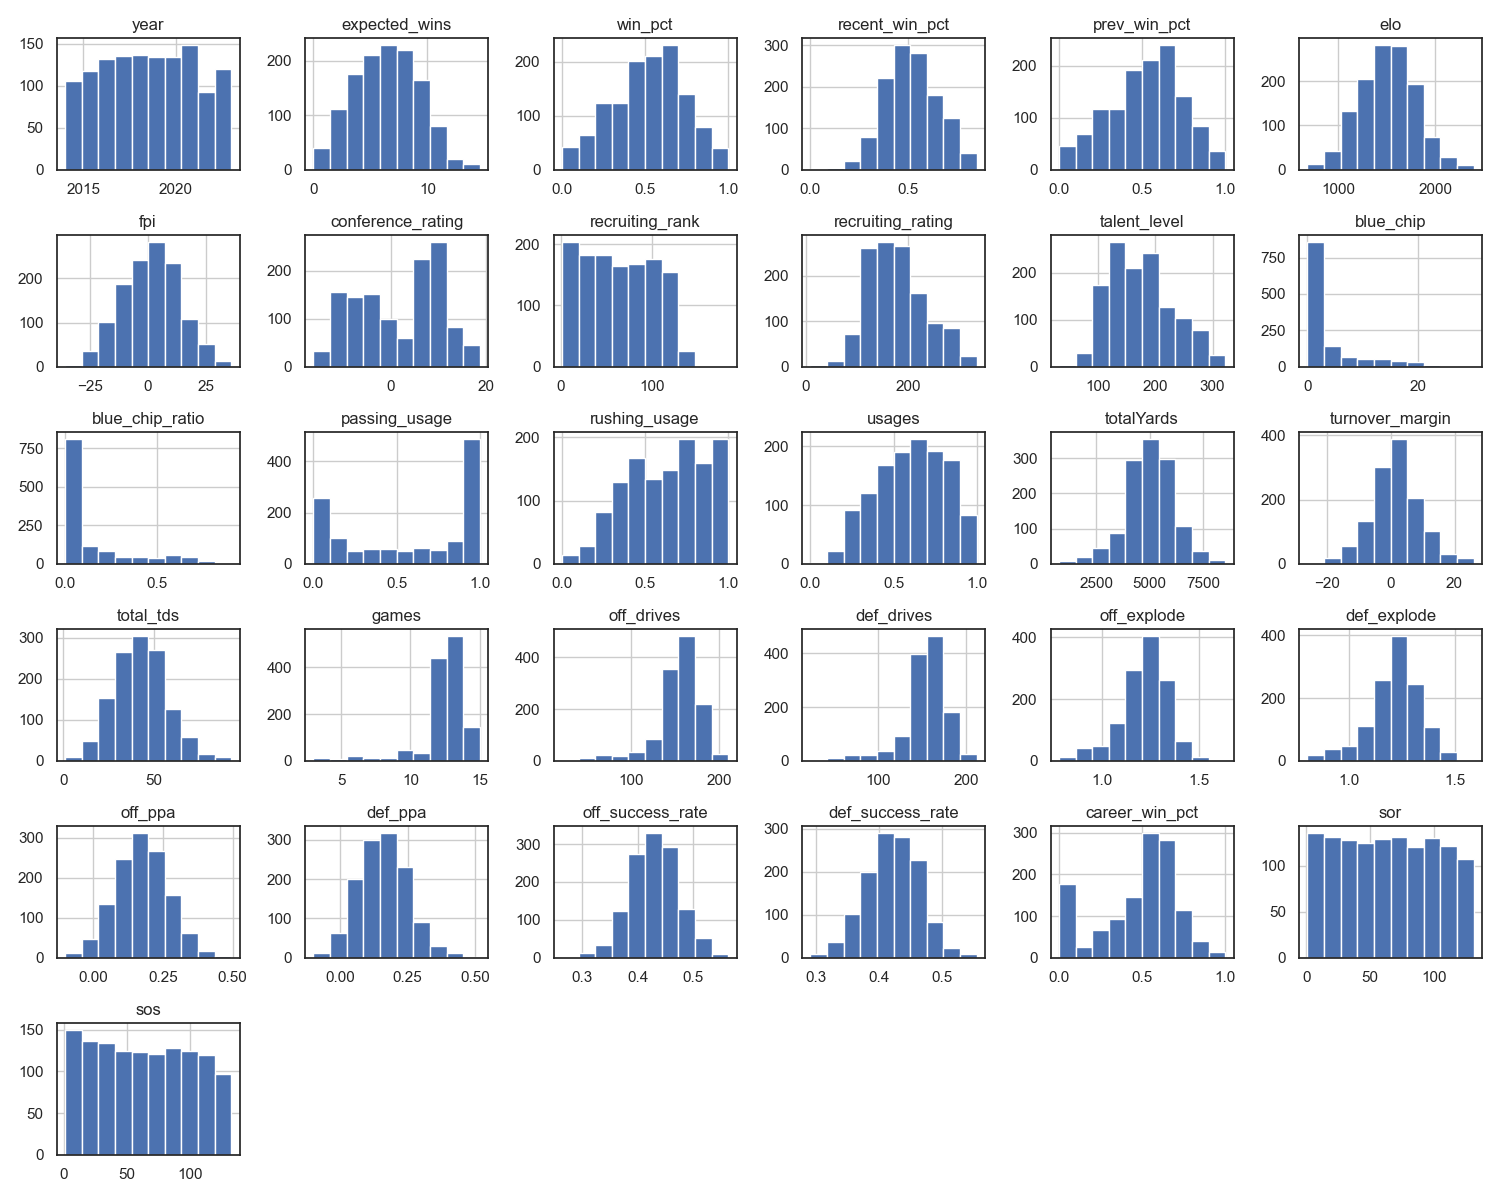 year expected_wins win_pct recent_win_pct prev_win_pct elo
150 100 50 0 2015 2020
200 100 0 0 10
200 100 0 0.0 0.5 1.0
300 200 100 0 0.0 0.5
200 100 0 0.0 0.5 1.0
200 100 0 1000 2000
fpi conference_rating recruiting_rank recruiting_rating talent_level blue_chip
200 100 0 −25 0 25
200 100 0 0 20
200 150 100 50 0 0 100
200 100 0 0 200
200 100 0 100 200 300
750 500 250 0 0 20
blue_chip_ratio passing_usage rushing_usage usages totalYards turnover_margin
750 500 250 0 0.0 0.5
400 200 0 0.0 0.5 1.0
200 100 0 0.0 0.5 1.0
200 100 0 0.0 0.5 1.0
300 200 100 0 2500 5000 7500
400 200 0 −20 0 20
total_tds games off_drives def_drives off_explode def_explode
300 200 100 0 0 50
400 200 0 5 10 15
400 200 0 100 200
400 200 0 100 200
400 200 0 1.0 1.5
400 200 0 1.0 1.5
off_ppa def_ppa off_success_rate def_success_rate career_win_pct sor
300 200 100 0 0.00 0.25 0.50
300 200 100 0 0.00 0.25 0.50
300 200 100 0 0.3 0.4 0.5
300 200 100 0 0.3 0.4 0.5
300 200 100 0 0.0 0.5 1.0
100 50 0 0 50 100
sos
150 100 50 0 0 50 100